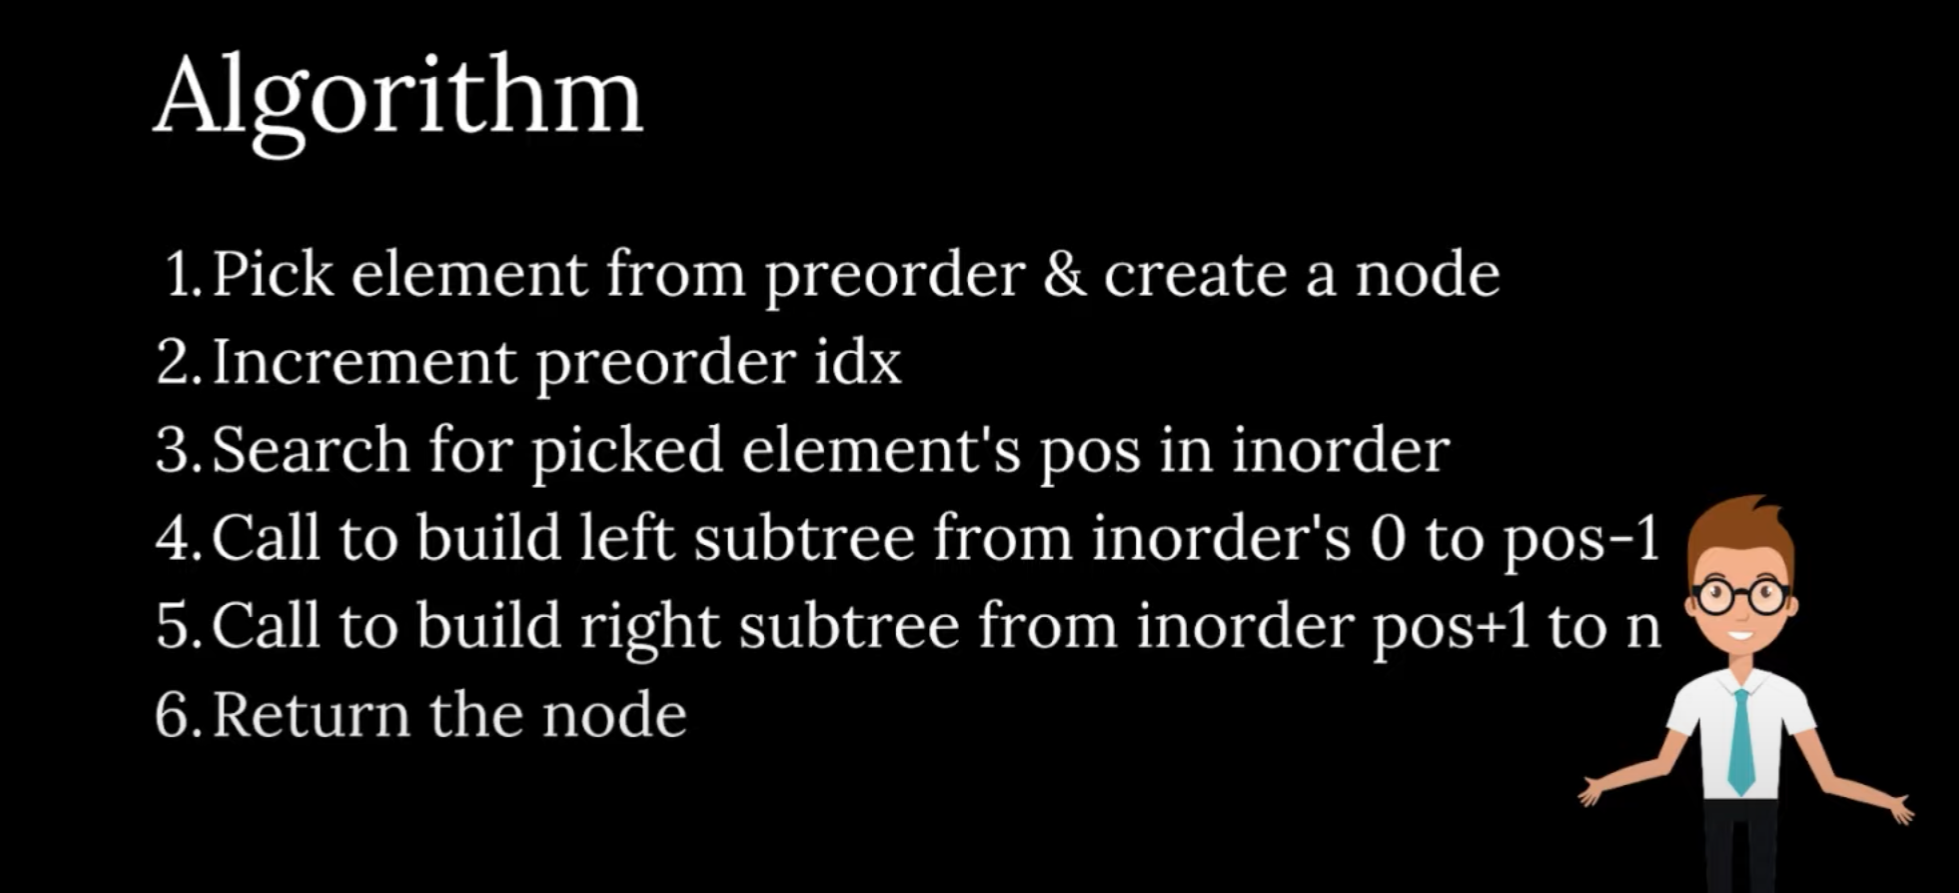 Algorithm
1. Pick element from preorder & create a node
2. Increment preorder idx
3. Search for picked element's pos in inorder
4. Call to build left subtree from inorder's 0 to pos-1
5. Call to build right subtree from inorder pos+1 to n
6. Return the node